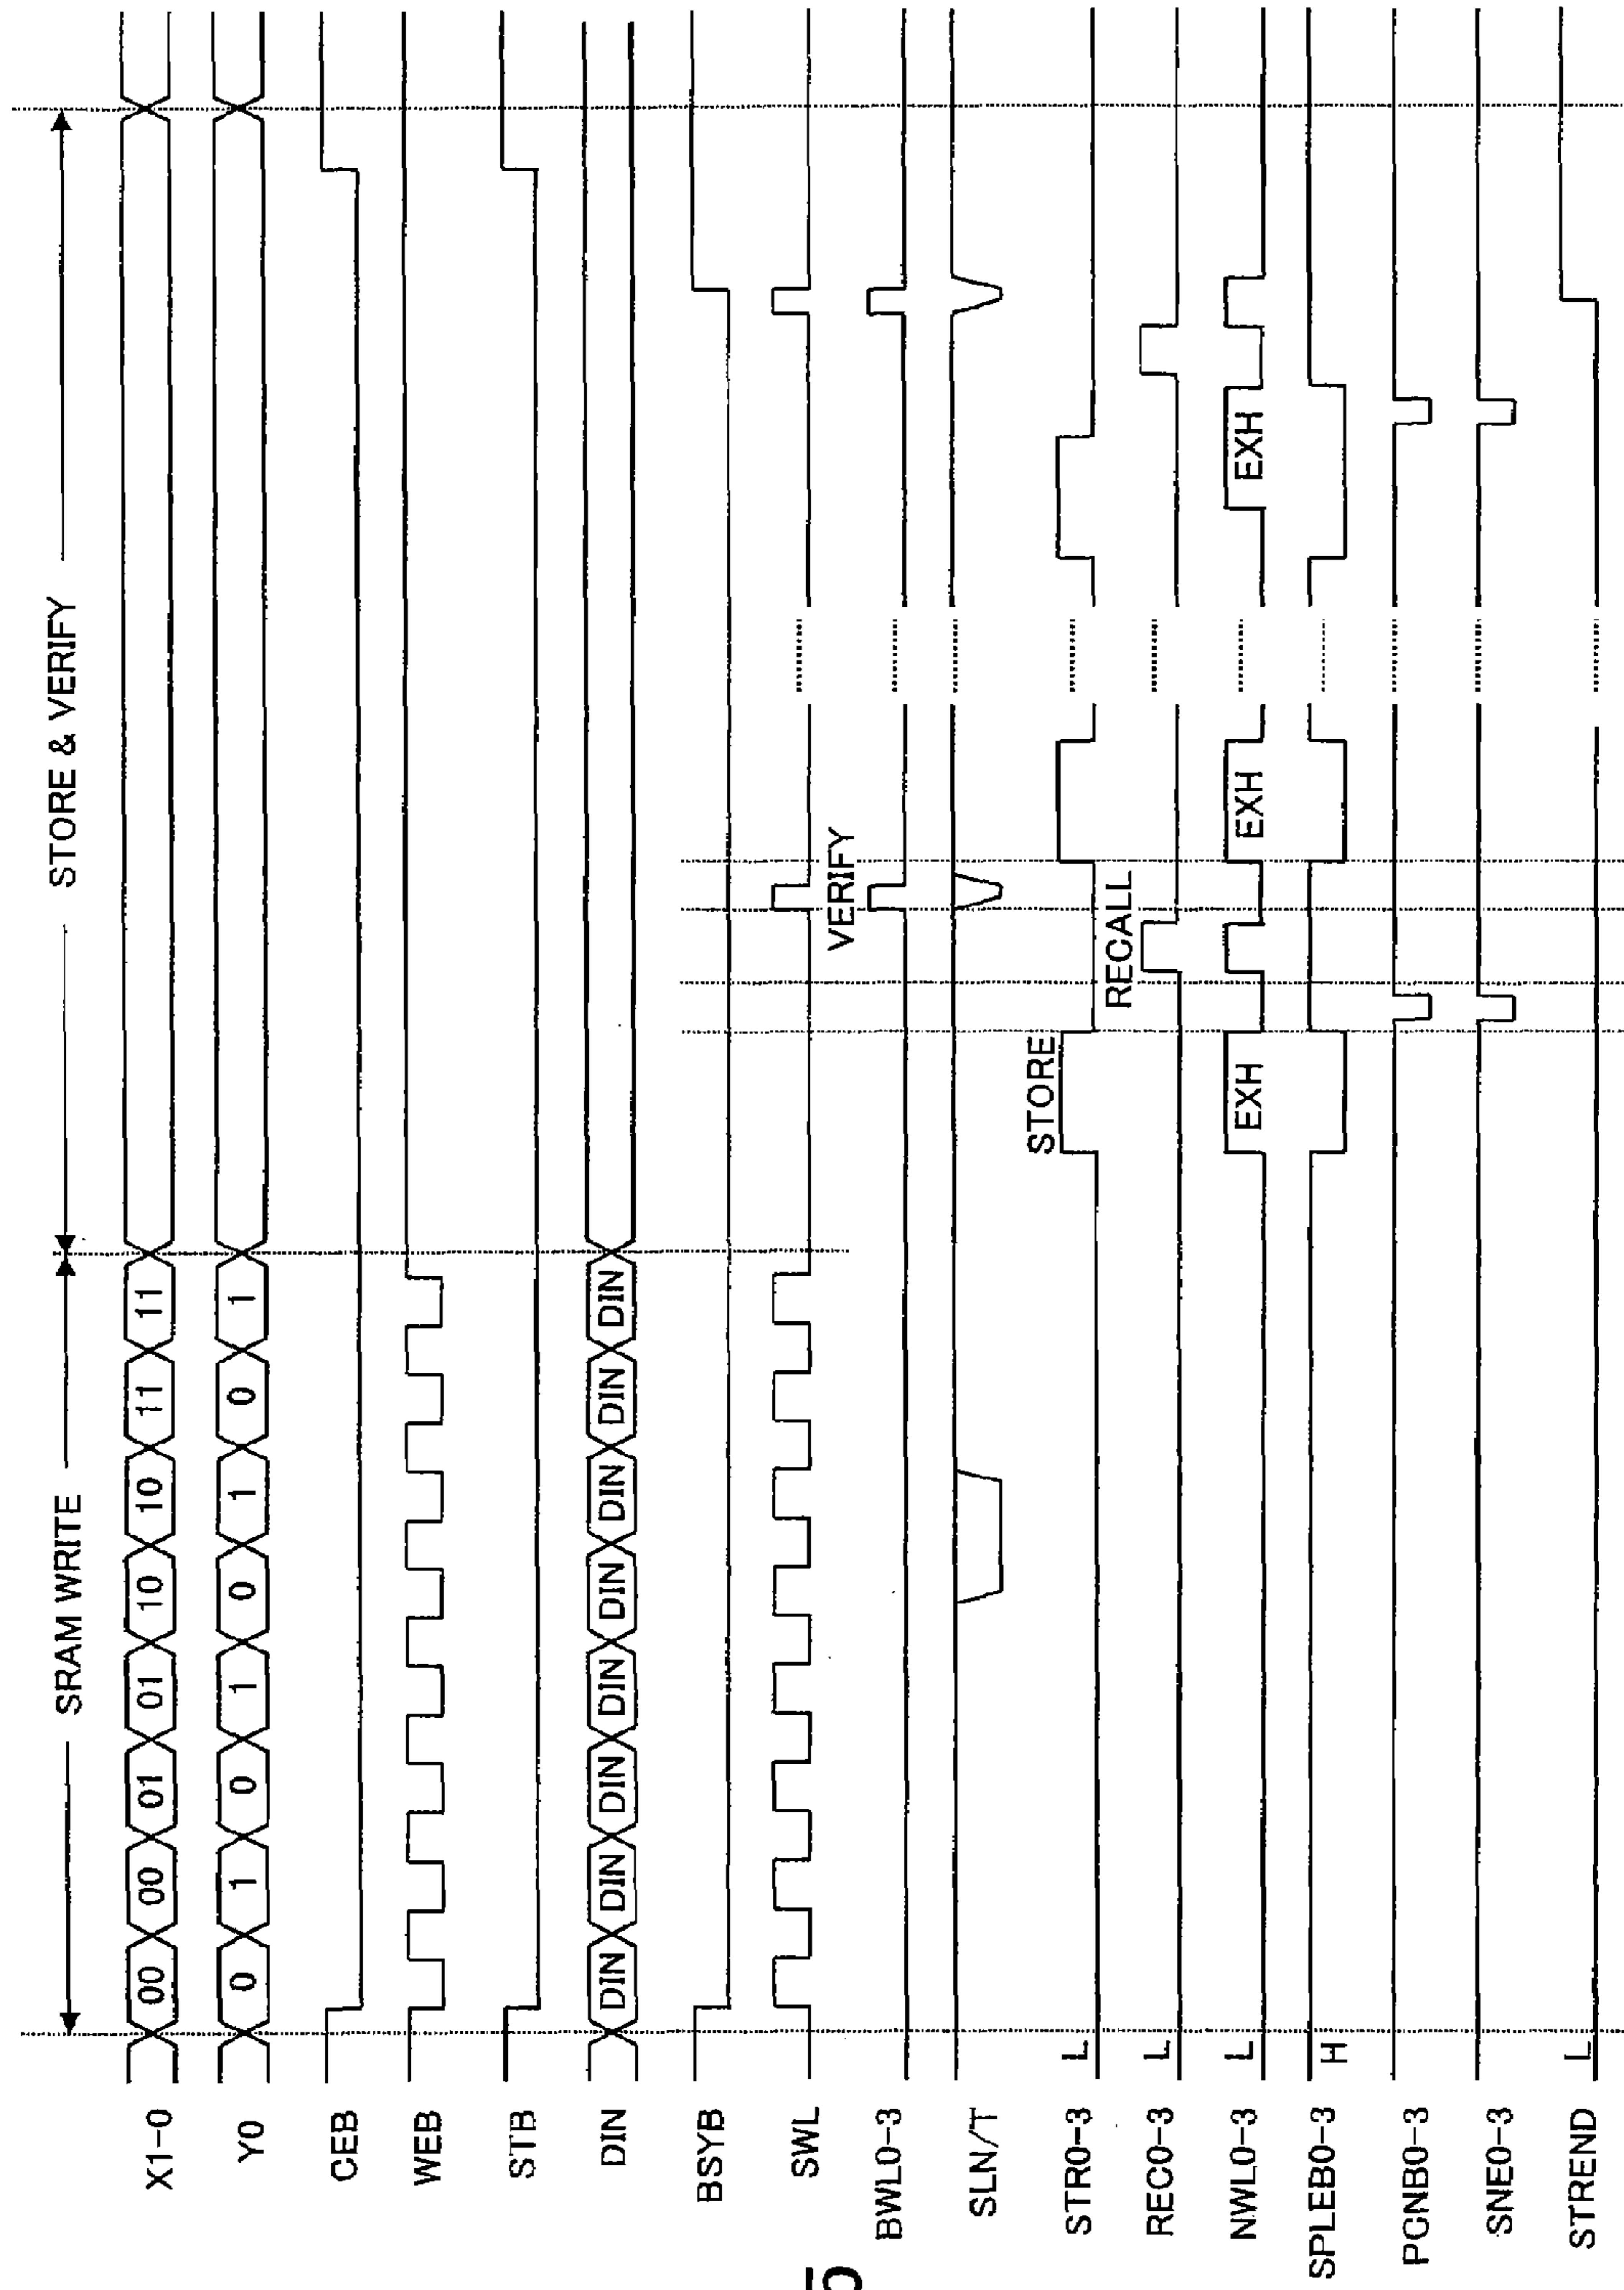 SRAM WRITE STORE & VERIFY
X1-0 00 00 01 01 10 10 11 11
Y0 0 1 0 1 0 1 0 1
CEB
WEB
STB
DIN DIN DIN DIN DIN DIN DIN DIN DIN
BSYB
SWL
VERIFY
BWL0-3
SLN/T
STORE
STR0-3 L
RECALL
REC0-3 L
NWL0-3 L EXH EXH EXH
SPLEB0-3 H
PCNB0-3
SNE0-3
STREND L